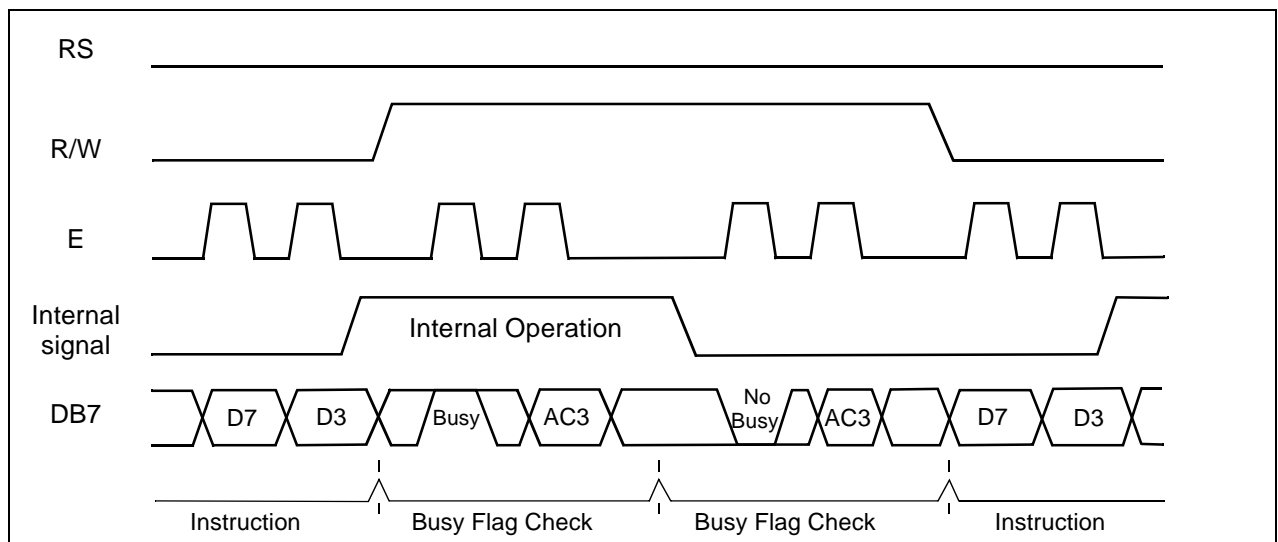 RS
R/W
E
Internal
signal
Internal Operation
DB7
D7
D3
Busy
AC3
No
Busy
AC3
D7
D3
Instruction
Busy Flag Check
Busy Flag Check
Instruction